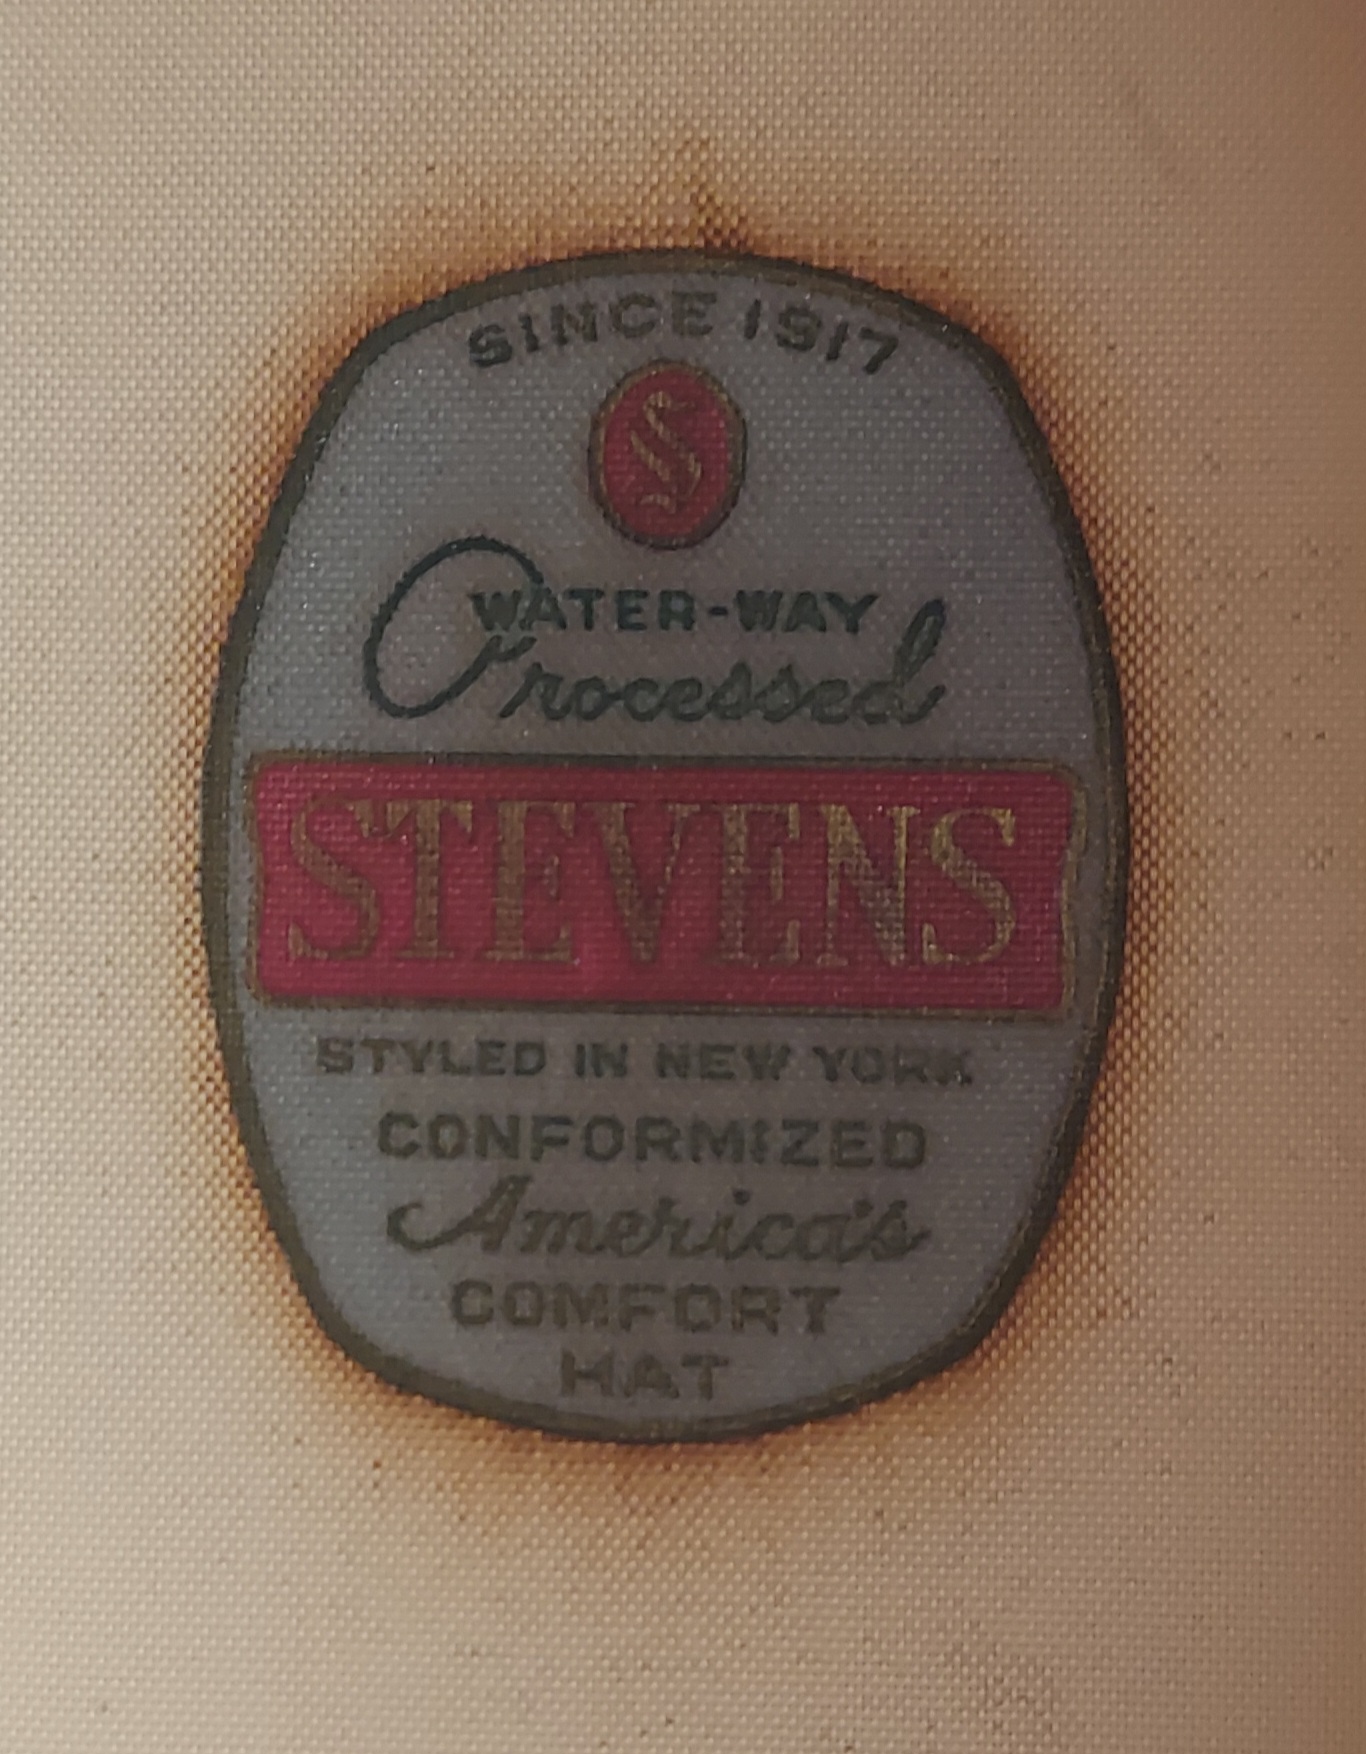 SINCE 1917
S
WATER-WAY
Processed
STEVENS
STYLED IN NEW YORK
CONFORMIZED
America's
COMFORT
HAT